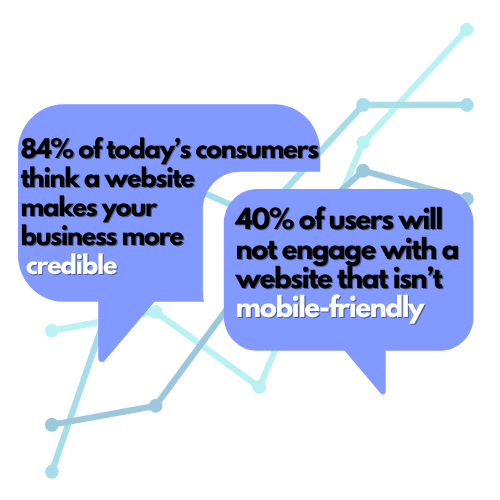 84% of today’s consumers
think a website
makes your
business more
credible
40% of users will
not engage with a
website that isn’t
mobile-friendly